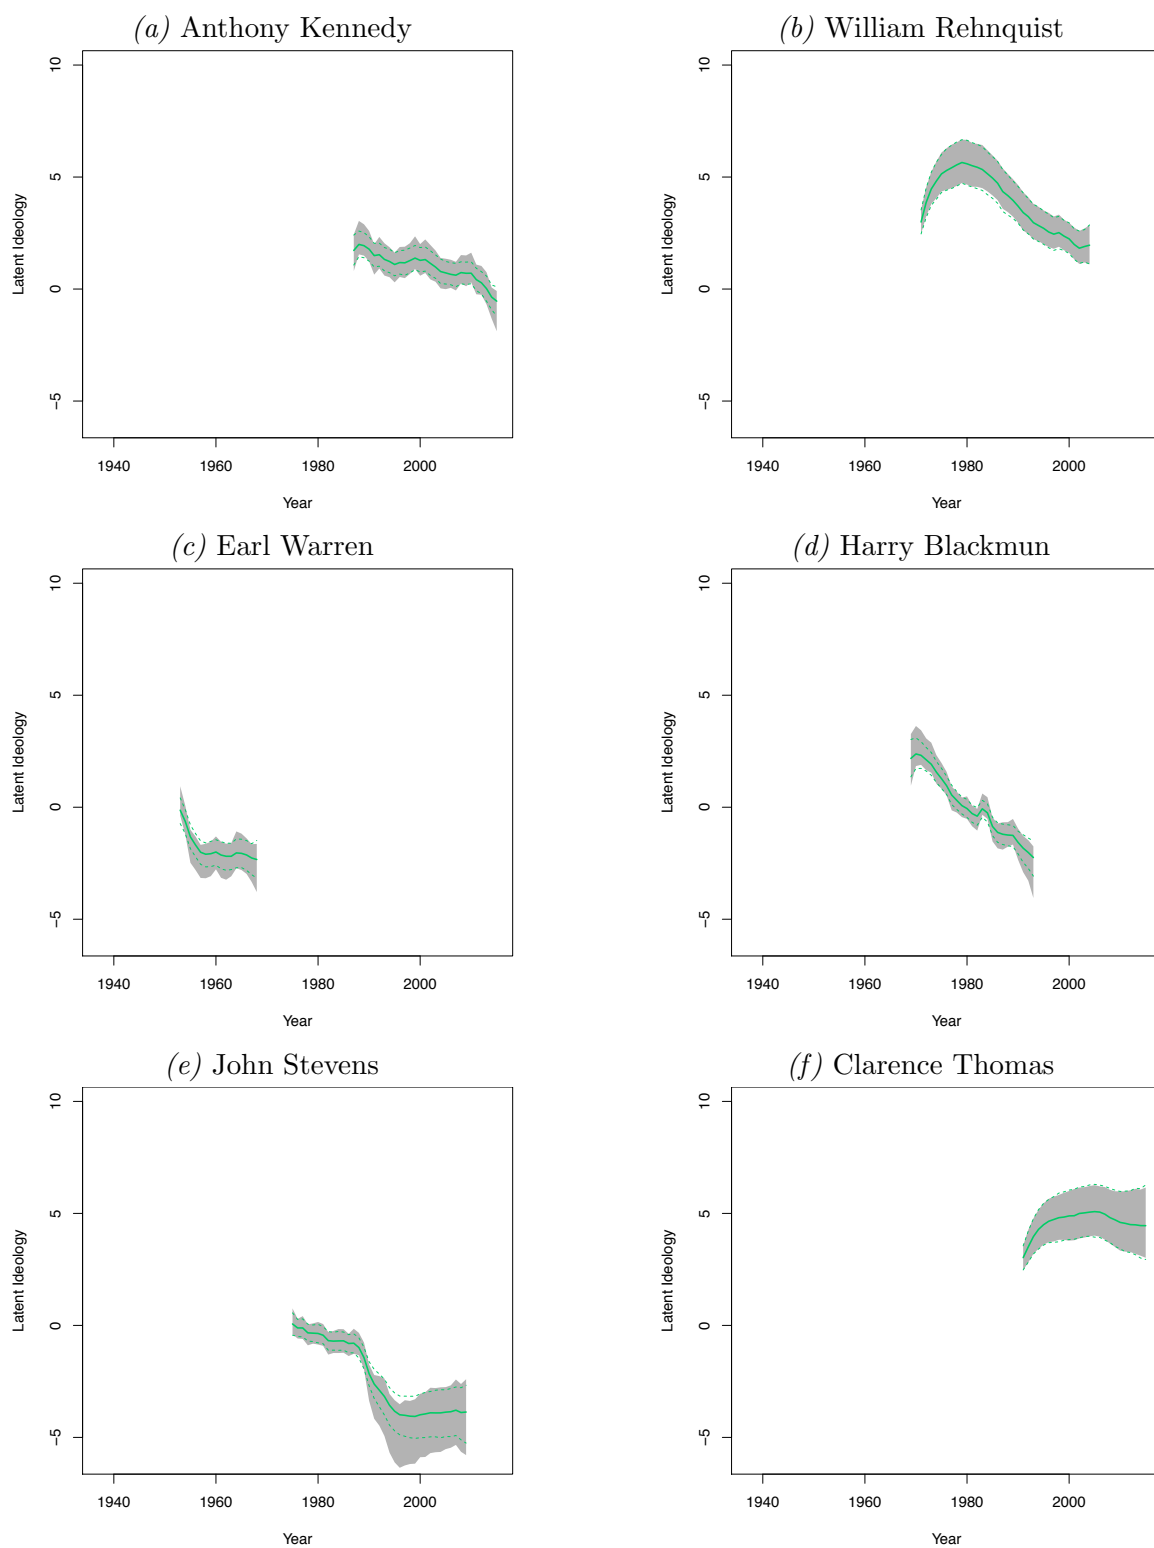 (a) Anthony Kennedy
10
5
0
−5
Latent Ideology
1940 1960 1980 2000
Year
(b) William Rehnquist
10
5
0
−5
Latent Ideology
1940 1960 1980 2000
Year
(c) Earl Warren
10
5
0
−5
Latent Ideology
1940 1960 1980 2000
Year
(d) Harry Blackmun
10
5
0
−5
Latent Ideology
1940 1960 1980 2000
Year
(e) John Stevens
10
5
0
−5
Latent Ideology
1940 1960 1980 2000
Year
(f) Clarence Thomas
10
5
0
−5
Latent Ideology
1940 1960 1980 2000
Year